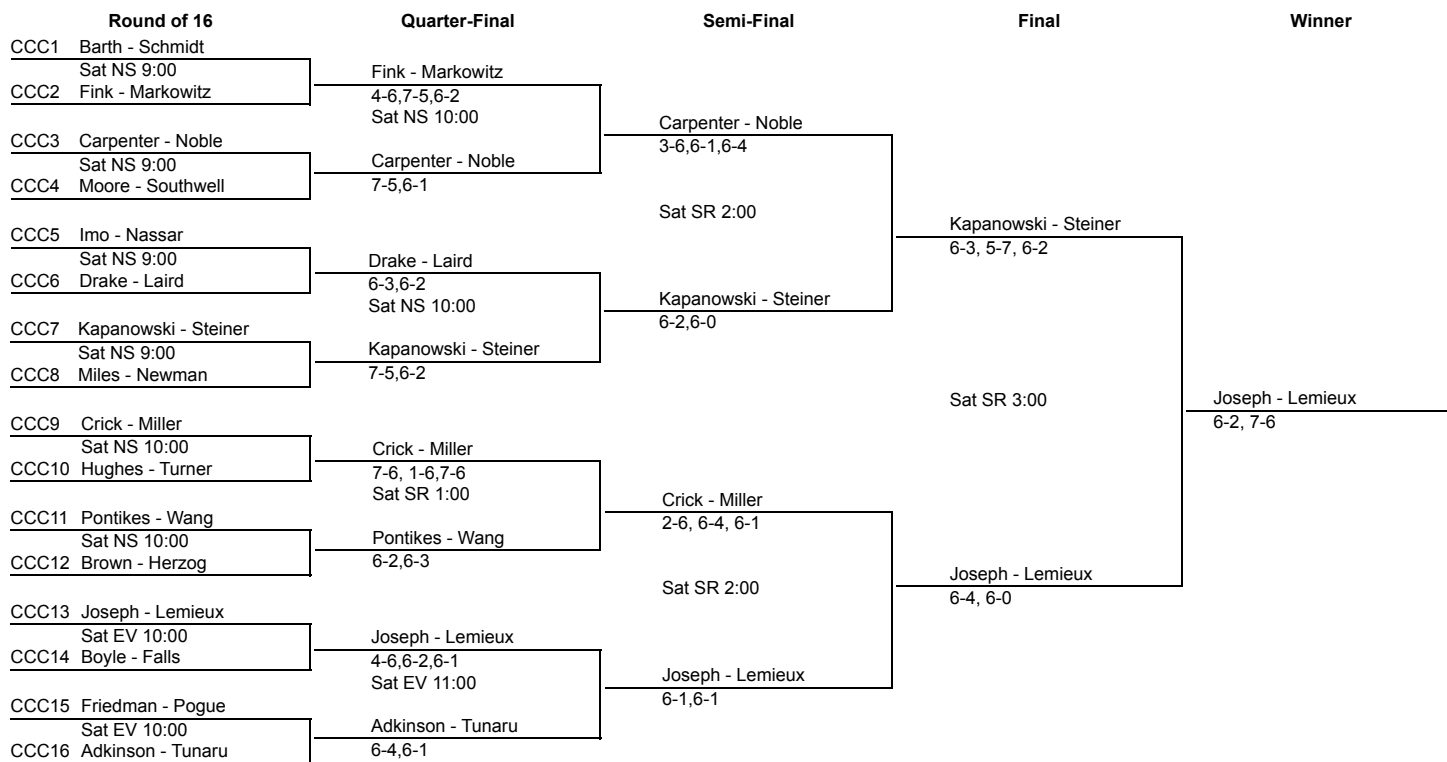 Round of 16 Quarter-Final Semi-Final Final Winner
CCC1 Barth - Schmidt
Sat NS 9:00
CCC2 Fink - Markowitz
CCC3 Carpenter - Noble
Sat NS 9:00
CCC4 Moore - Southwell
CCC5 Imo - Nassar
Sat NS 9:00
CCC6 Drake - Laird
CCC7 Kapanowski - Steiner
Sat NS 9:00
CCC8 Miles - Newman
CCC9 Crick - Miller
Sat NS 10:00
CCC10 Hughes - Turner
CCC11 Pontikes - Wang
Sat NS 10:00
CCC12 Brown - Herzog
CCC13 Joseph - Lemieux
Sat EV 10:00
CCC14 Boyle - Falls
CCC15 Friedman - Pogue
Sat EV 10:00
CCC16 Adkinson - Tunaru
Fink - Markowitz
4-6,7-5,6-2
Sat NS 10:00
Carpenter - Noble
7-5,6-1
Drake - Laird
6-3,6-2
Sat NS 10:00
Kapanowski - Steiner
7-5,6-2
Crick - Miller
7-6, 1-6,7-6
Sat SR 1:00
Pontikes - Wang
6-2,6-3
Joseph - Lemieux
4-6,6-2,6-1
Sat EV 11:00
Adkinson - Tunaru
6-4,6-1
Carpenter - Noble
3-6,6-1,6-4
Sat SR 2:00
Kapanowski - Steiner
6-2,6-0
Crick - Miller
2-6, 6-4, 6-1
Sat SR 2:00
Joseph - Lemieux
6-1,6-1
Kapanowski - Steiner
6-3, 5-7, 6-2
Sat SR 3:00
Joseph - Lemieux
6-4, 6-0
Joseph - Lemieux
6-2, 7-6